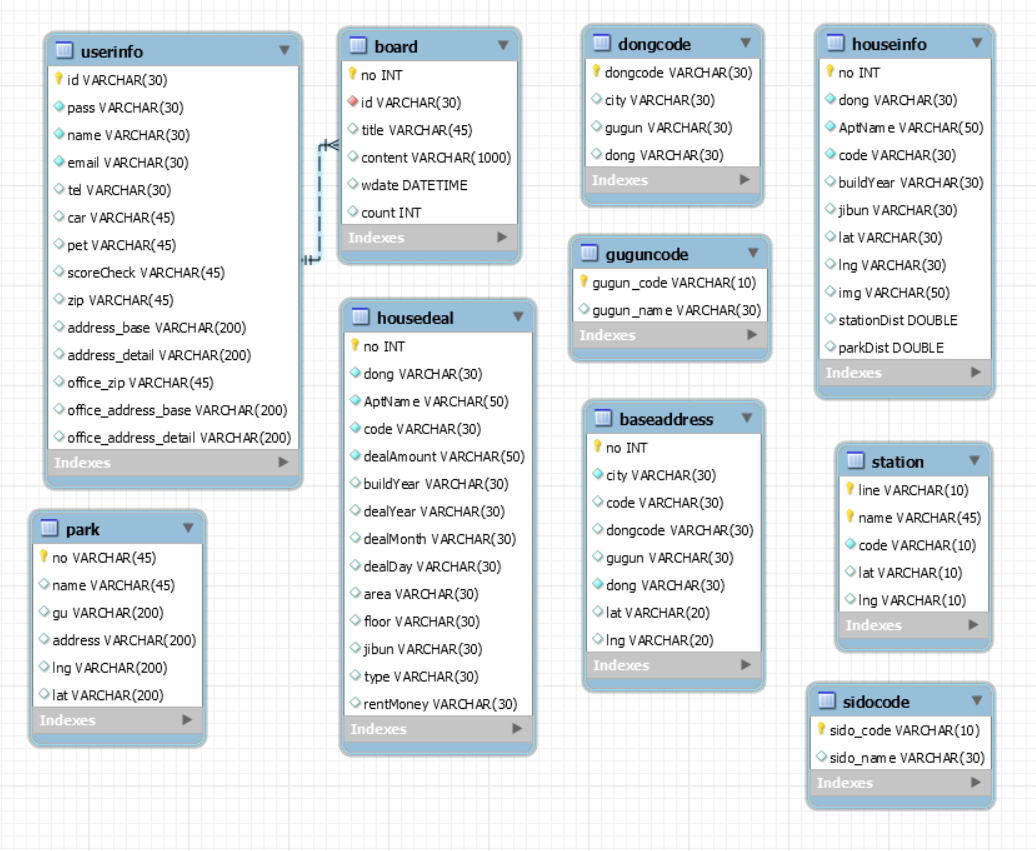 userinfo
id VARCHAR(30)
pass VARCHAR(30)
name VARCHAR(30)
email VARCHAR(30)
tel VARCHAR(30)
car VARCHAR(45)
pet VARCHAR(45)
scoreCheck VARCHAR(45)
zip VARCHAR(45)
address_base VARCHAR(200)
address_detail VARCHAR(200)
office_zip VARCHAR(45)
office_address_base VARCHAR(200)
office_address_detail VARCHAR(200)
Indexes
board
no INT
id VARCHAR(30)
title VARCHAR(45)
content VARCHAR(1000)
wdate DATETIME
count INT
Indexes
dongcode
dongcode VARCHAR(30)
city VARCHAR(30)
gugun VARCHAR(30)
dong VARCHAR(30)
Indexes
houseinfo
no INT
dong VARCHAR(30)
AptName VARCHAR(50)
code VARCHAR(30)
buildYear VARCHAR(30)
jibun VARCHAR(30)
lat VARCHAR(30)
lng VARCHAR(30)
img VARCHAR(50)
stationDist DOUBLE
parkDist DOUBLE
Indexes
guguncode
gugun_code VARCHAR(10)
gugun_name VARCHAR(30)
Indexes
housedeal
no INT
dong VARCHAR(30)
AptName VARCHAR(50)
code VARCHAR(30)
dealAmount VARCHAR(50)
buildYear VARCHAR(30)
dealYear VARCHAR(30)
dealMonth VARCHAR(30)
dealDay VARCHAR(30)
area VARCHAR(30)
floor VARCHAR(30)
jibun VARCHAR(30)
type VARCHAR(30)
rentMoney VARCHAR(30)
Indexes
baseaddress
no INT
city VARCHAR(30)
code VARCHAR(30)
dongcode VARCHAR(30)
gugun VARCHAR(30)
dong VARCHAR(30)
lat VARCHAR(20)
lng VARCHAR(20)
Indexes
station
line VARCHAR(10)
name VARCHAR(45)
code VARCHAR(10)
lat VARCHAR(10)
lng VARCHAR(10)
Indexes
park
no VARCHAR(45)
name VARCHAR(45)
gu VARCHAR(200)
address VARCHAR(200)
lng VARCHAR(200)
lat VARCHAR(200)
Indexes
sidocode
sido_code VARCHAR(10)
sido_name VARCHAR(30)
Indexes